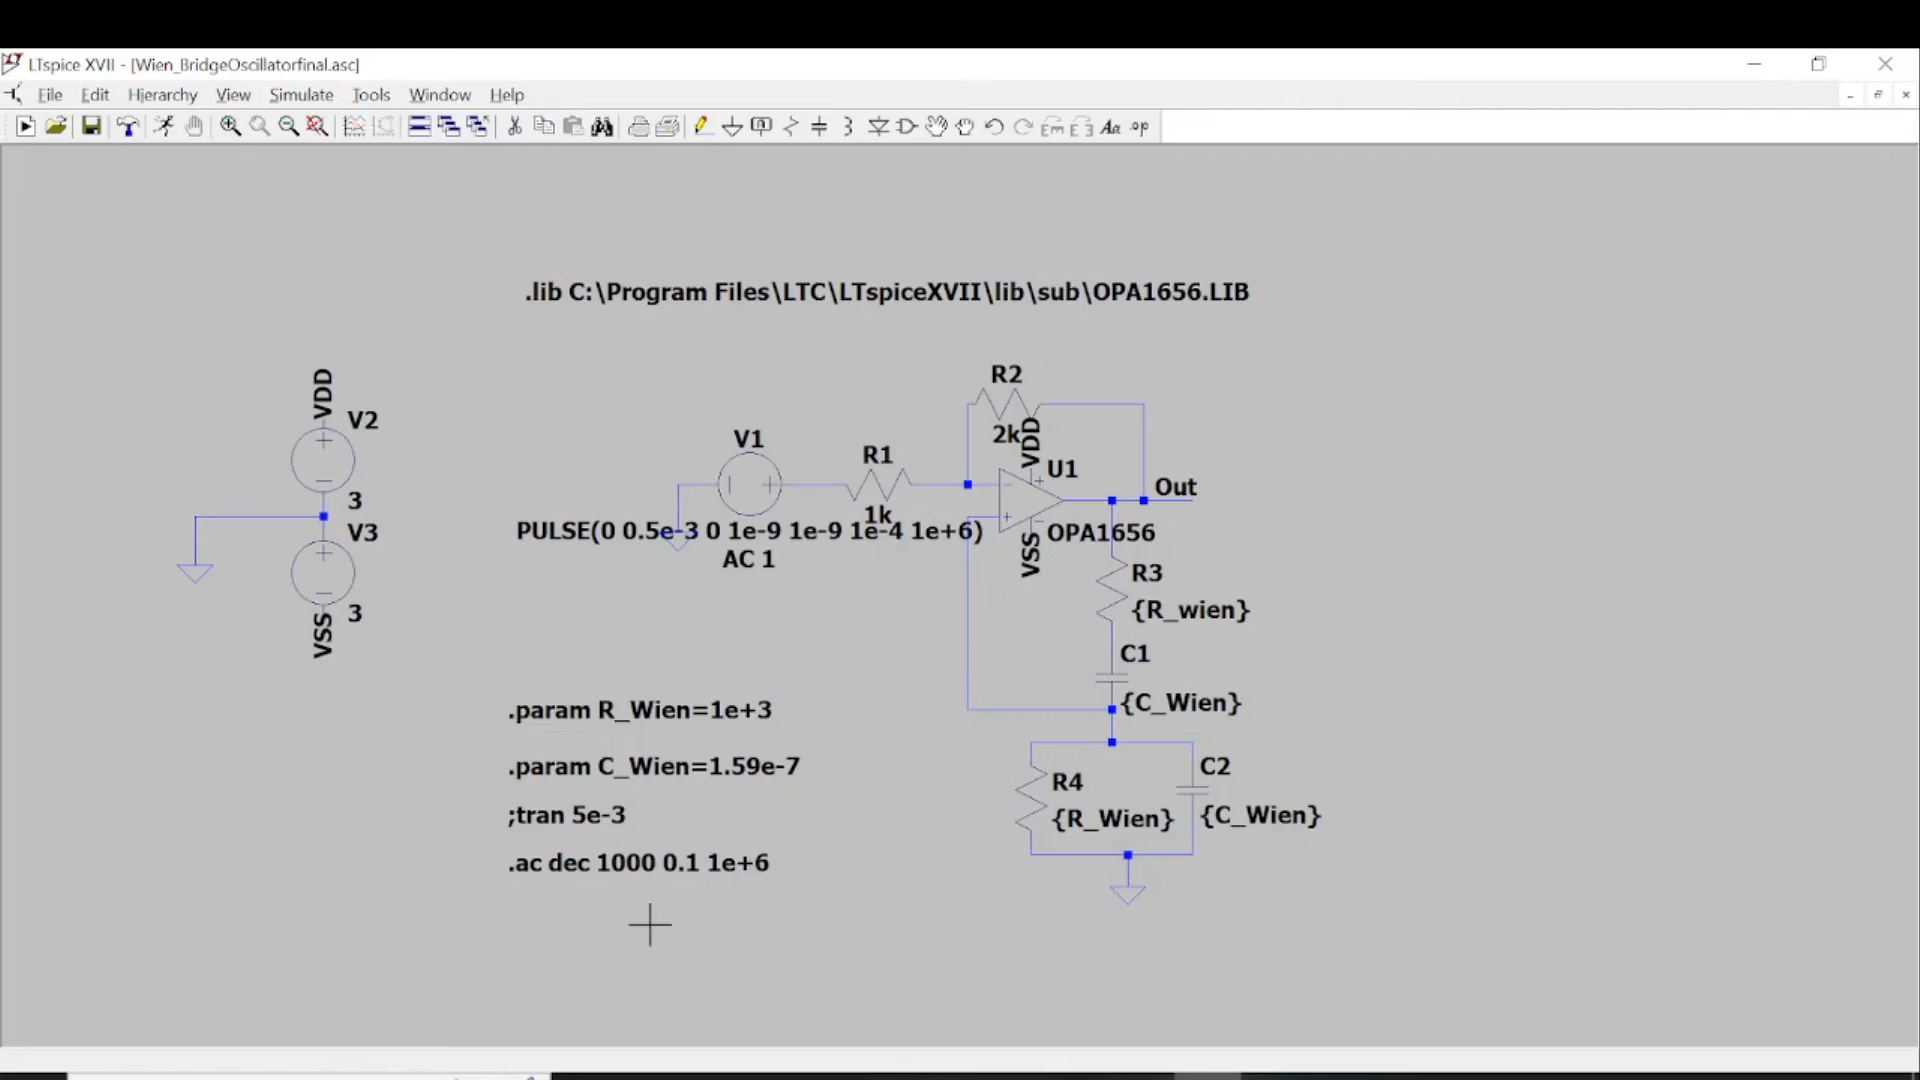 LTspice XVII - [Wien_BridgeOscillatorfinal.asc]
File Edit Hierarchy View Simulate Tools Window Help
.lib C:\Program Files\LTC\LTspiceXVII\lib\sub\OPA1656.LIB
VDD
V2
3
V3
3
VSS
V1
PULSE(0 0.5e-3 0 1e-9 1e-9 1e-4 1e+6)
AC 1
R1
1k
R2
2k
VDD
U1
OPA1656
VSS
Out
R3
{R_wien}
C1
{C_Wien}
R4
{R_Wien}
C2
{C_Wien}
.param R_Wien=1e+3
.param C_Wien=1.59e-7
;tran 5e-3
.ac dec 1000 0.1 1e+6